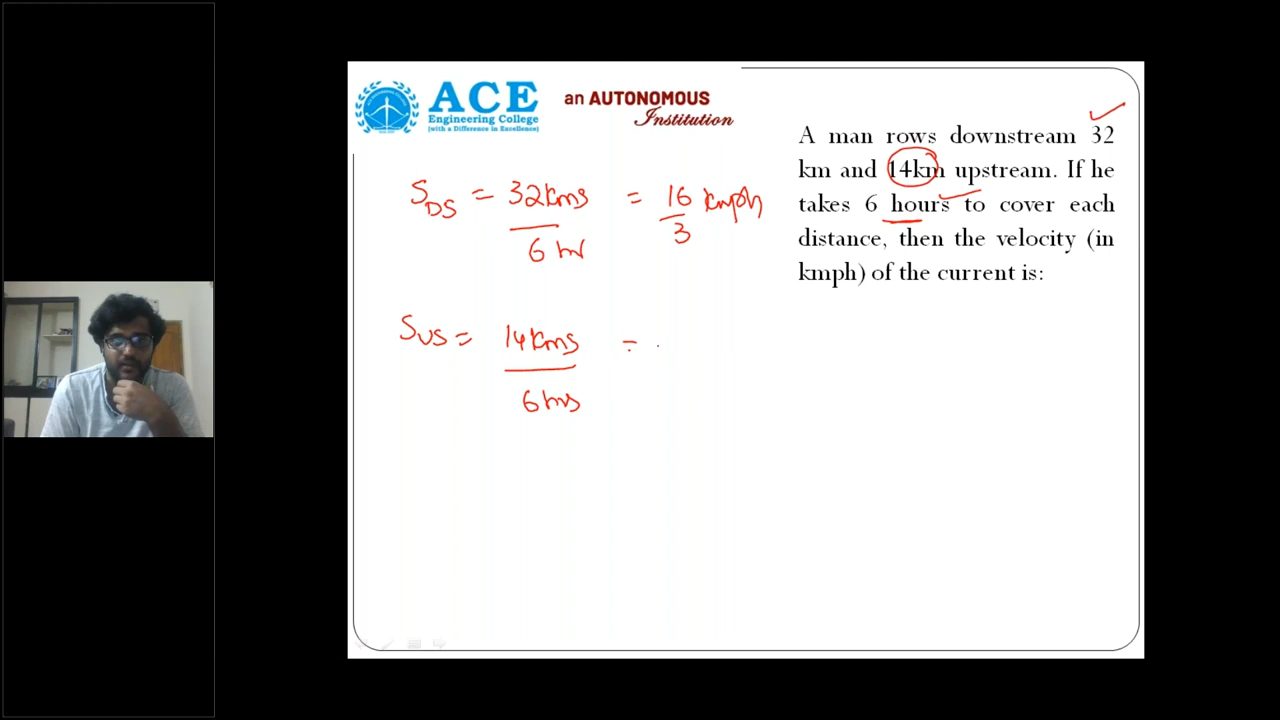 ACE
Engineering College
(with a Difference in Excellence)
an AUTONOMOUS
Institution
A man rows downstream 32
km and 14km upstream. If he
takes 6 hours to cover each
distance, then the velocity (in
kmph) of the current is:
S_DS = 32kms / 6 hr = 16/3 kmph
S_US = 14kms / 6hrs =